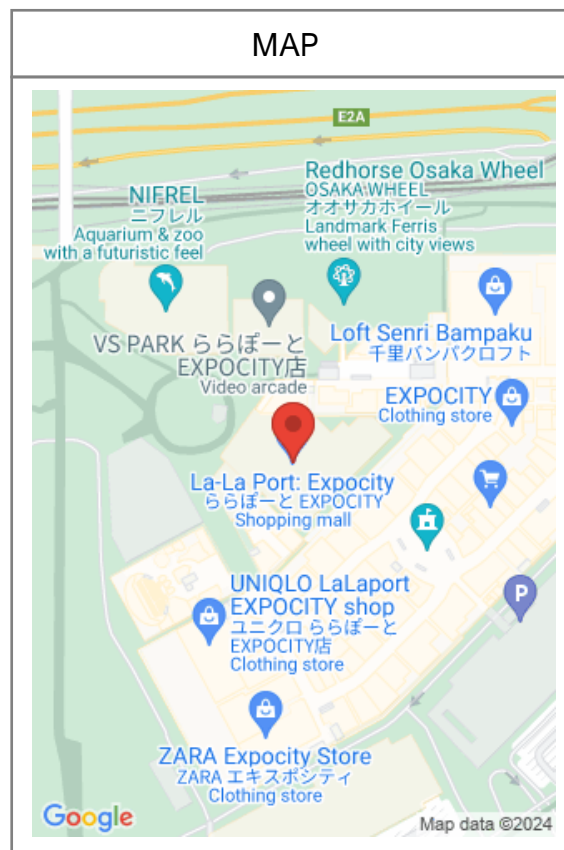 MAP
E2A
Redhorse Osaka Wheel
OSAKA WHEEL
オオサカホイール
Landmark Ferris
wheel with city views
NIFREL
ニフレル
Aquarium & zoo
with a futuristic feel
VS PARK ららぽーと
EXPOCITY店
Video arcade
Loft Senri Bampaku
千里バンパクロフト
EXPOCITY
Clothing store
La-La Port: Expocity
ららぽーと EXPOCITY
Shopping mall
UNIQLO LaLaport
EXPOCITY shop
ユニクロ ららぽーと
EXPOCITY店
Clothing store
P
ZARA Expocity Store
ZARA エキスポシティ
Clothing store
Google
Map data ©2024